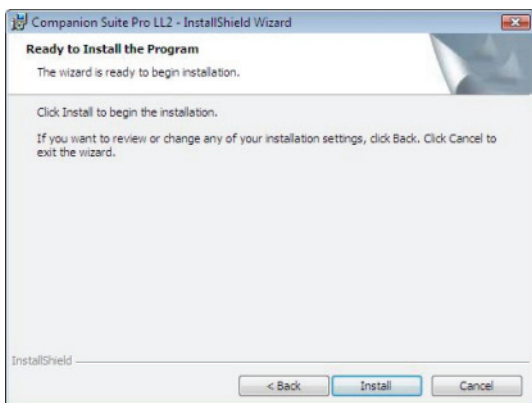 Companion Suite Pro LL2 - InstallShield Wizard
Ready to Install the Program
The wizard is ready to begin installation.
Click Install to begin the installation.
If you want to review or change any of your installation settings, click Back. Click Cancel to
exit the wizard.
InstallShield
< Back Install Cancel